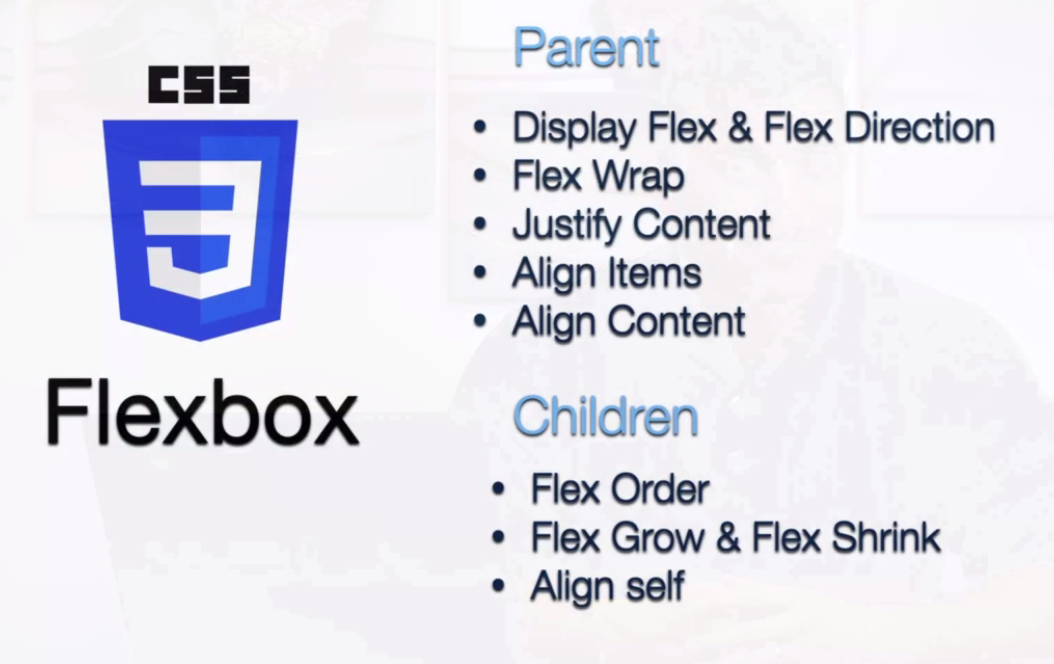 CSS
3
Flexbox
Parent
• Display Flex & Flex Direction
• Flex Wrap
• Justify Content
• Align Items
• Align Content
Children
• Flex Order
• Flex Grow & Flex Shrink
• Align self